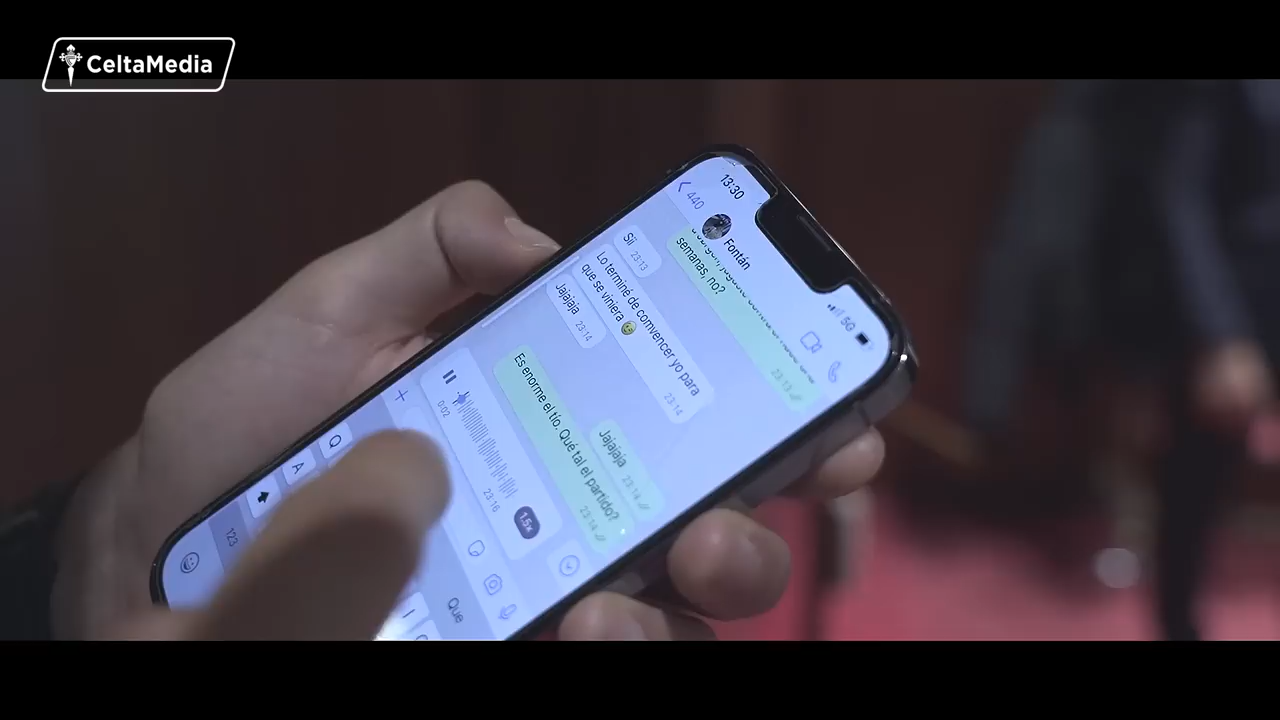 CeltaMedia
13:30
440
Fontán
semanas, no?
23:13
Sii
23:13
Lo terminé de comvencer yo para
que se viniera
23:14
Jajajaja
23:14
Jajajaja
23:14
Es enorme el tío. Qué tal el partido?
23:14
0:02
23:16
1.5x
5G
Que
Q
A
123